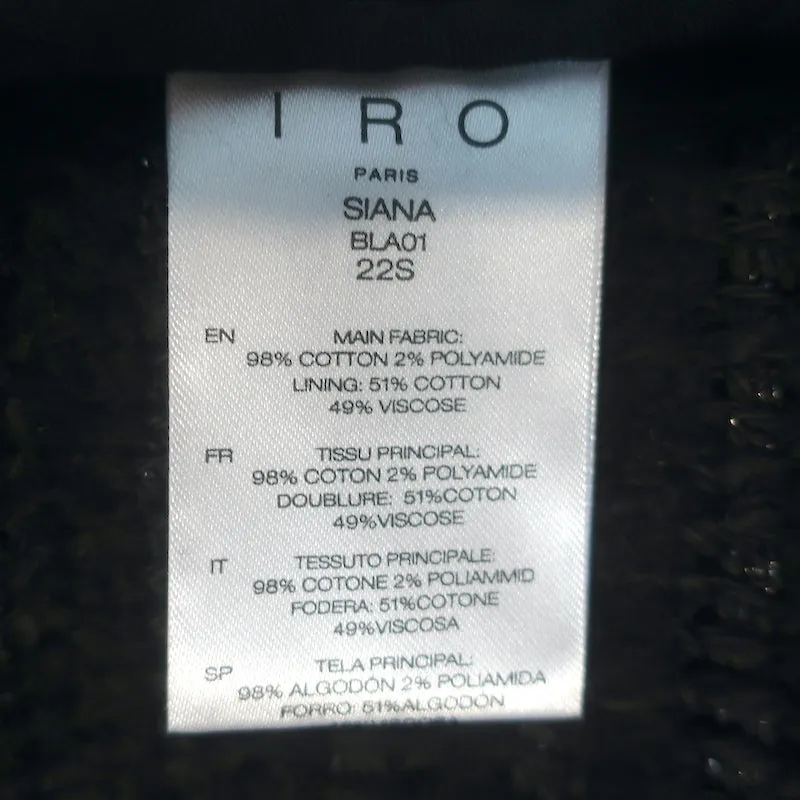 IRO
PARIS
SIANA
BLA01
22S
EN MAIN FABRIC:
98% COTTON 2% POLYAMIDE
LINING: 51% COTTON
49% VISCOSE
FR TISSU PRINCIPAL:
98% COTON 2% POLYAMIDE
DOUBLURE: 51%COTON
49%VISCOSE
IT TESSUTO PRINCIPALE:
98% COTONE 2% POLIAMMID
FODERA: 51%COTONE
49%VISCOSA
SP TELA PRINCIPAL:
98% ALGODÓN 2% POLIAMIDA
FORRO: 51%ALGODÓN